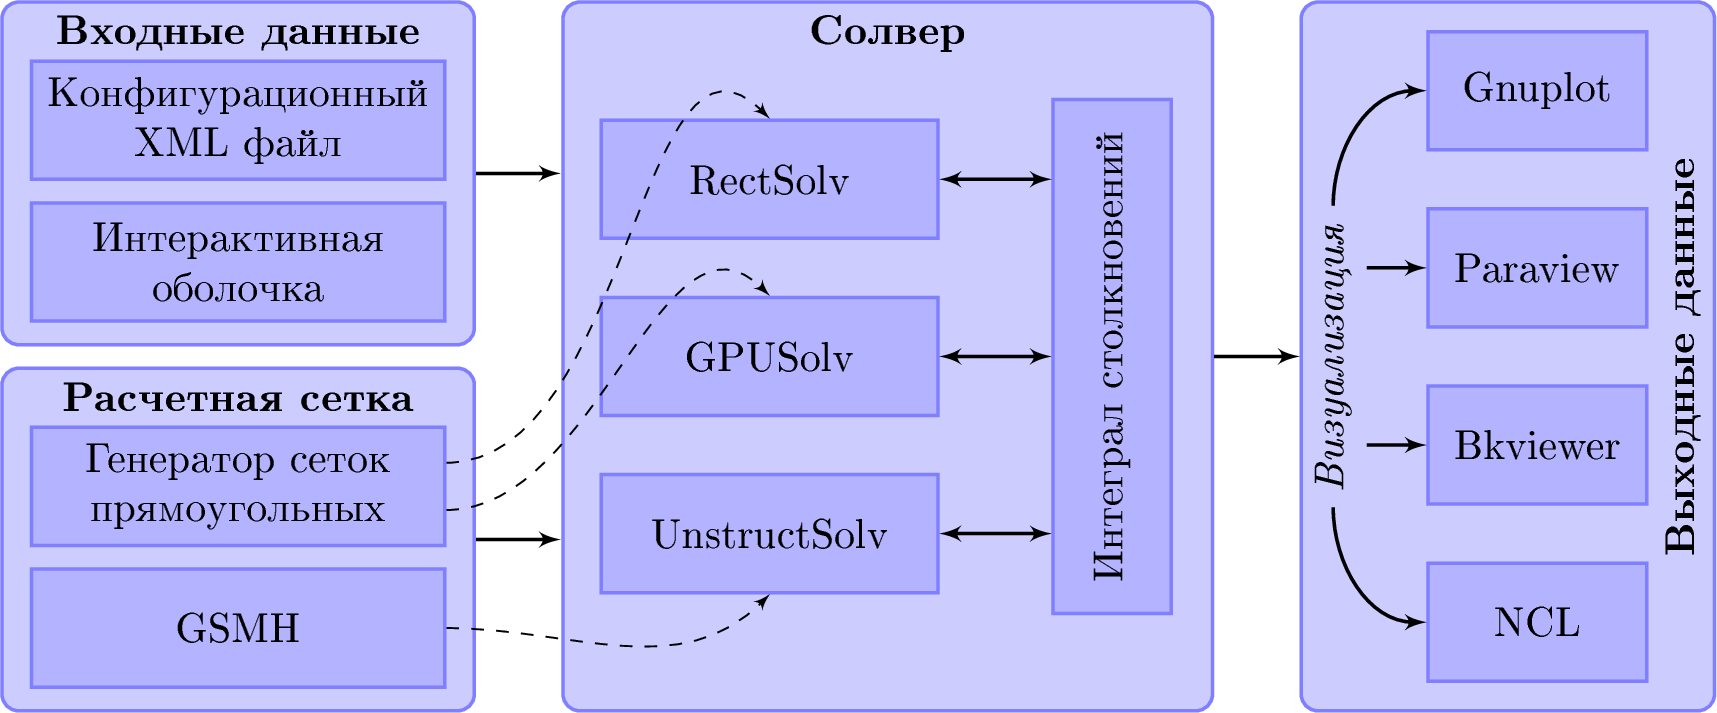 Входные данные
Конфигурационный
XML файл
Интерактивная
оболочка
Расчетная сетка
Генератор сеток
прямоугольных
GSMH
Солвер
RectSolv
GPUSolv
UnstructSolv
Интеграл столкновений
Визуализация
Gnuplot
Paraview
Bkviewer
NCL
Выходные данные